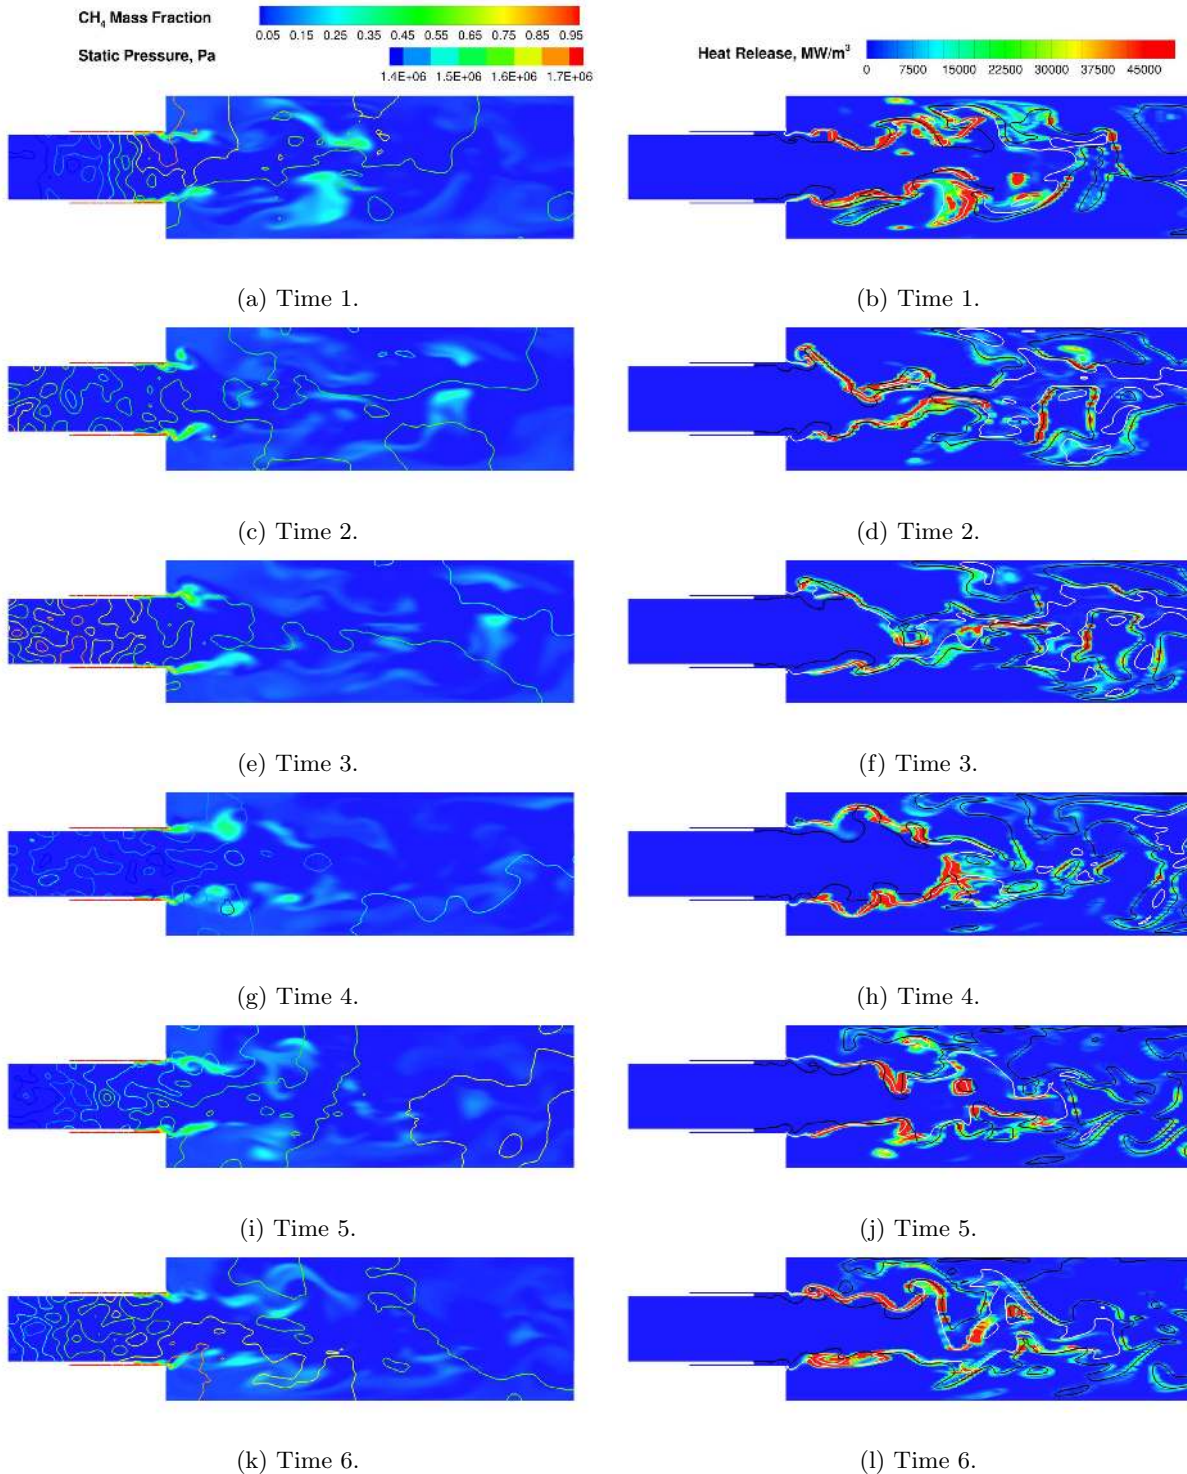 CH₄ Mass Fraction
0.05 0.15 0.25 0.35 0.45 0.55 0.65 0.75 0.85 0.95
Static Pressure, Pa
1.4E+06 1.5E+06 1.6E+06 1.7E+06
Heat Release, MW/m³
0 7500 15000 22500 30000 37500 45000
(a) Time 1.
(b) Time 1.
(c) Time 2.
(d) Time 2.
(e) Time 3.
(f) Time 3.
(g) Time 4.
(h) Time 4.
(i) Time 5.
(j) Time 5.
(k) Time 6.
(l) Time 6.